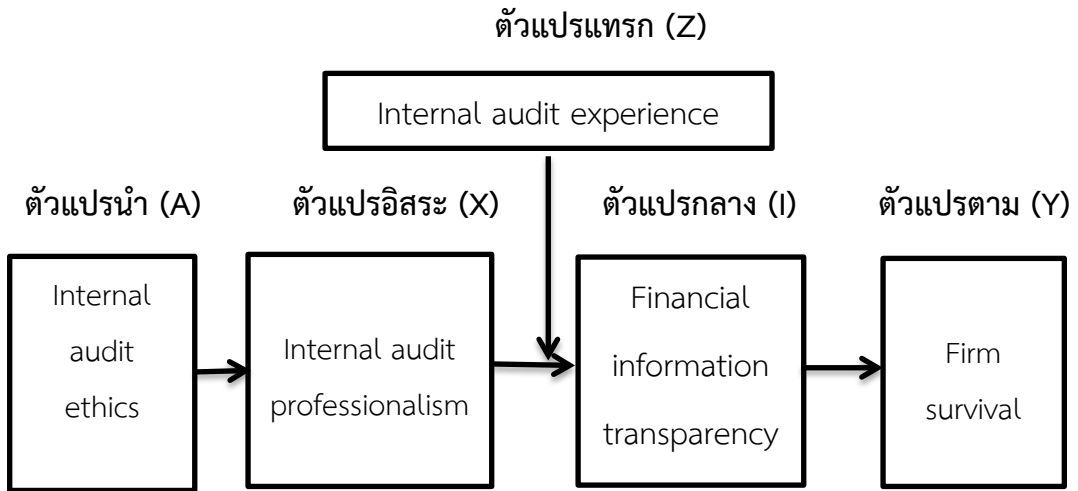 ตัวแปรแทรก (Z)
Internal audit experience
ตัวแปรนำ (A)
ตัวแปรอิสระ (X)
ตัวแปรกลาง (I)
ตัวแปรตาม (Y)
Internal
audit
ethics
Internal audit
professionalism
Financial
information
transparency
Firm
survival